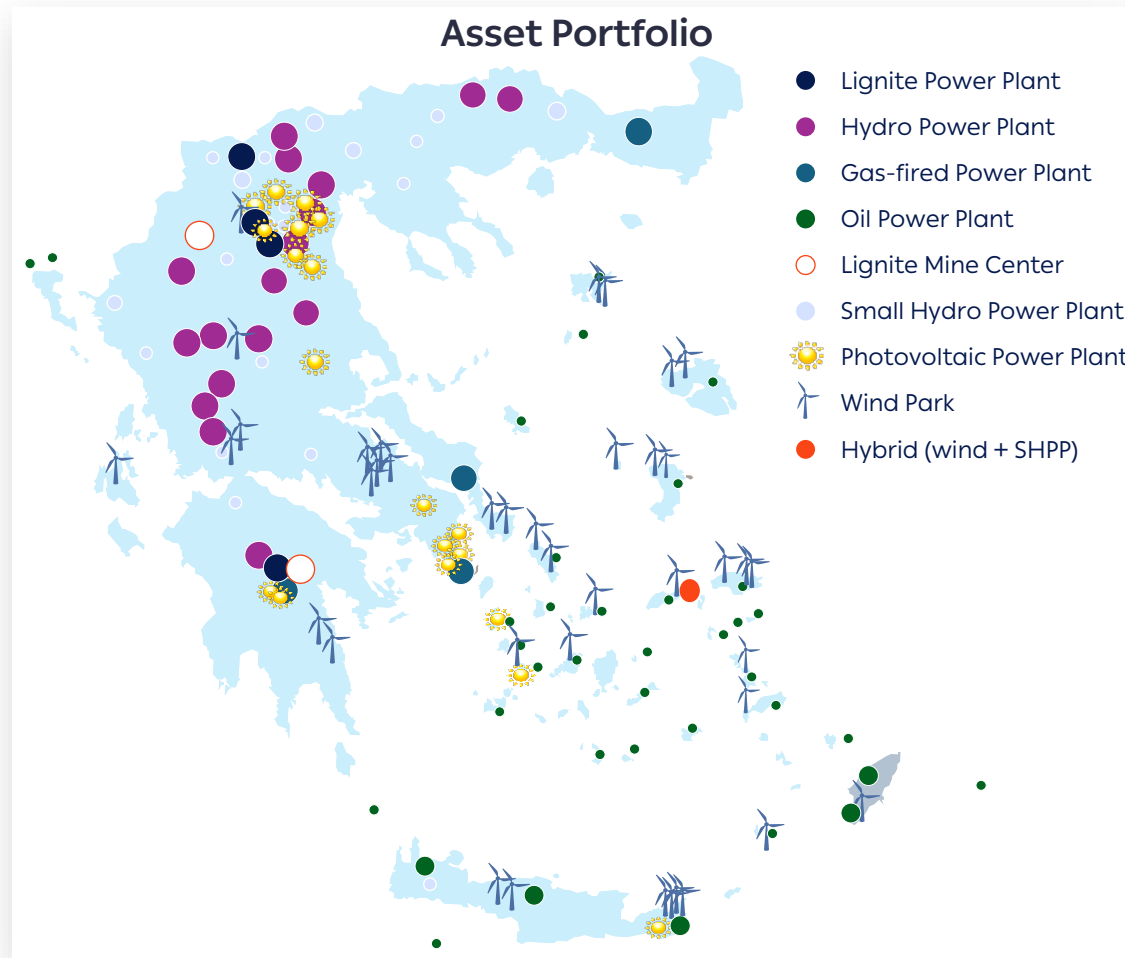 Asset Portfolio
Lignite Power Plant
Hydro Power Plant
Gas-fired Power Plant
Oil Power Plant
Lignite Mine Center
Small Hydro Power Plant
Photovoltaic Power Plant
Wind Park
Hybrid (wind + SHPP)